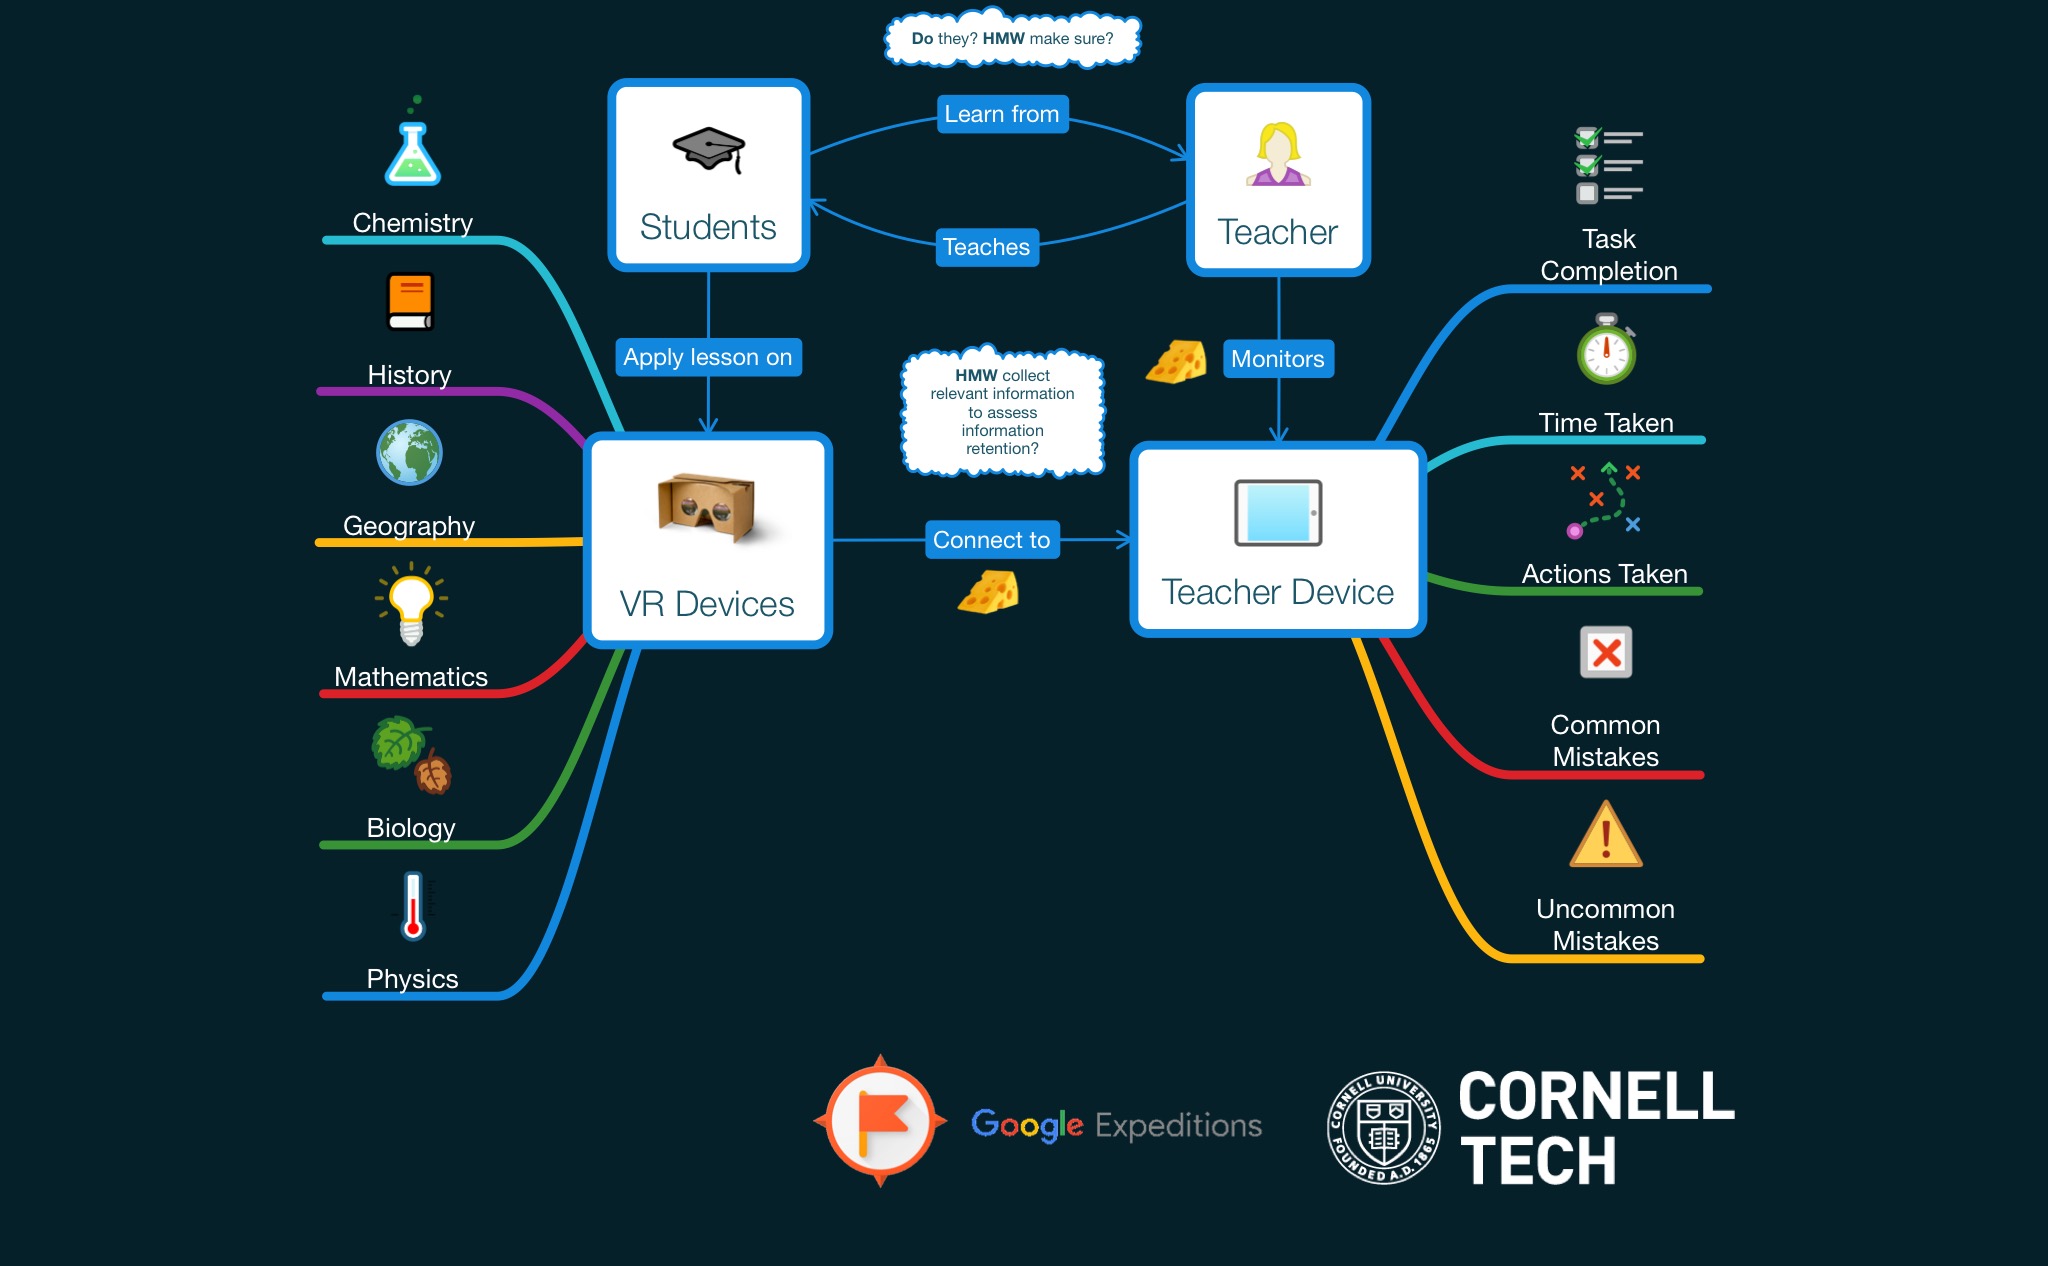 Do they? HMW make sure?
Learn from
Students
Teacher
Teaches
Chemistry
Task
Completion
Apply lesson on
Monitors
History
HMW collect
relevant information
to assess
information
retention?
Time Taken
Geography
Connect to
VR Devices
Teacher Device
Actions Taken
Mathematics
Common
Mistakes
Biology
Uncommon
Mistakes
Physics
Google Expeditions
CORNELL UNIVERSITY
FOUNDED A.D. 1865
CORNELL
TECH